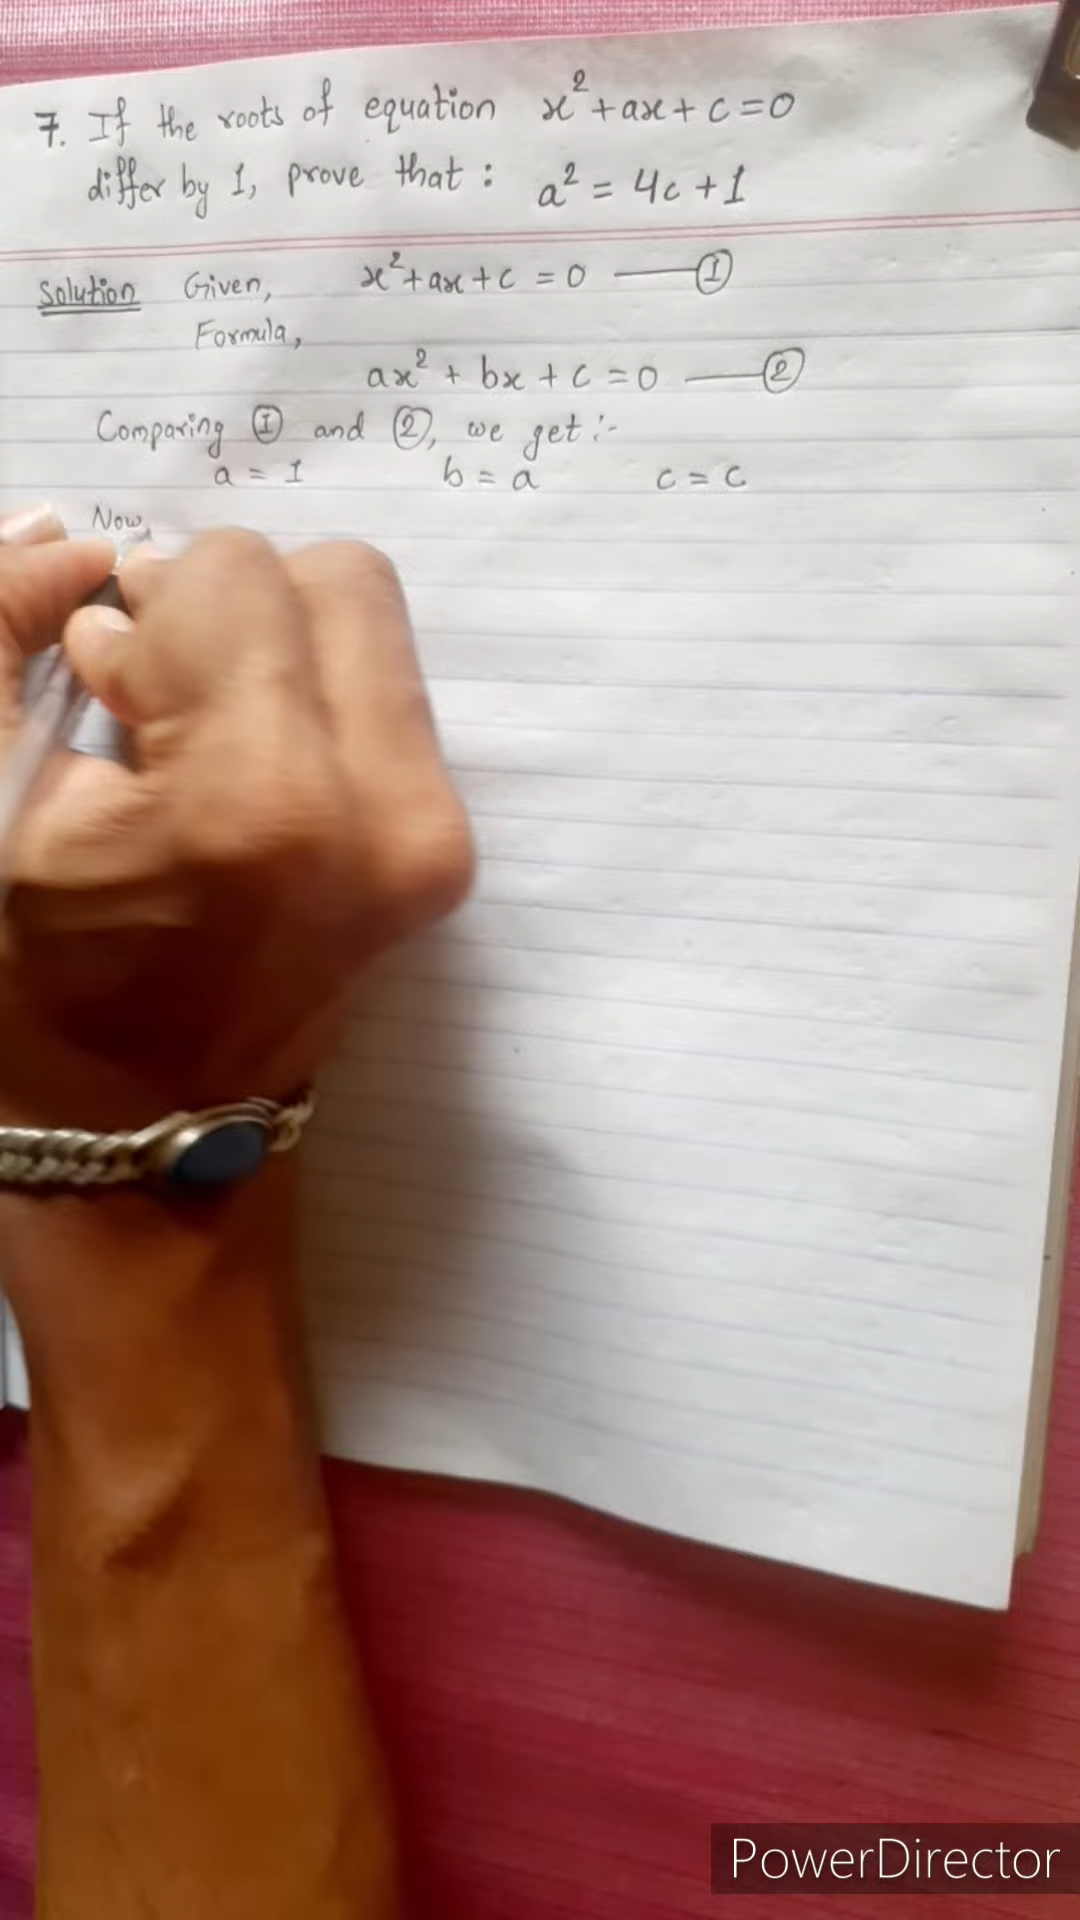 7. If the roots of equation x² + ax + c = 0
differ by 1, prove that : a² = 4c + 1
Solution Given, x² + ax + c = 0 —— ①
Formula,
ax² + bx + c = 0 —— ②
Comparing ① and ②, we get :-
a = 1 b = a c = c
Now,
PowerDirector